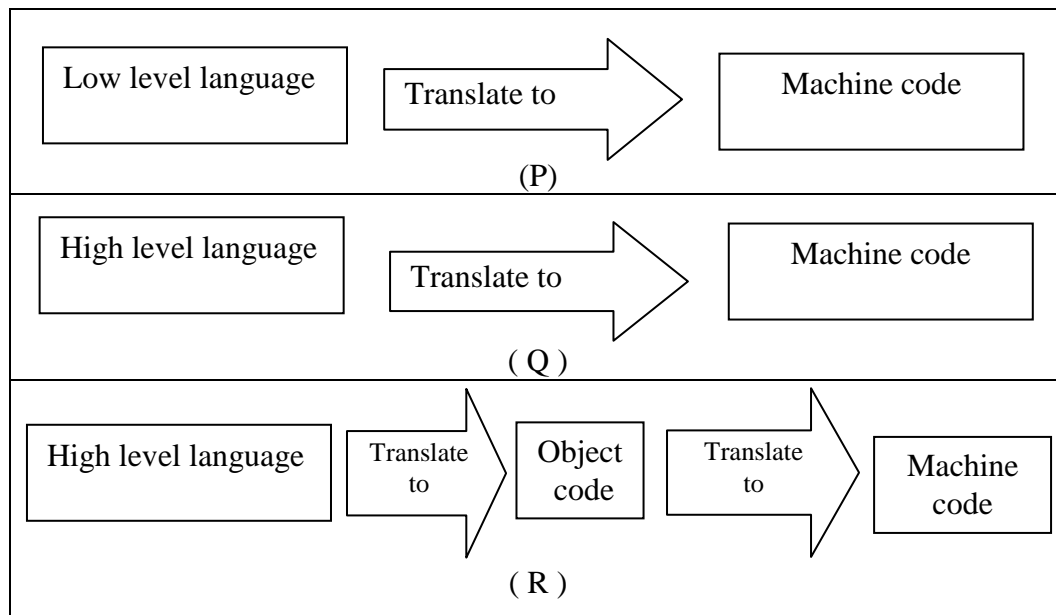 Low level language
Translate to
Machine code
(P)
High level language
Translate to
Machine code
( Q )
High level language
Translate
to
Object
code
Translate
to
Machine
code
( R )